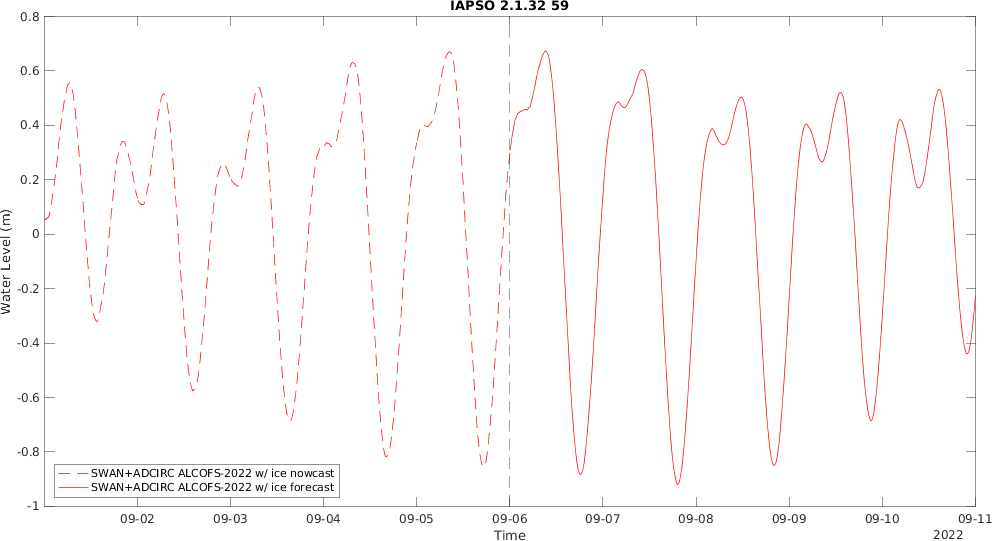 IAPSO 2.1.32 59
0.8
0.6
0.4
0.2
0
-0.2
-0.4
-0.6
-0.8
-1
Water Level (m)
SWAN+ADCIRC ALCOFS-2022 w/ ice nowcast
SWAN+ADCIRC ALCOFS-2022 w/ ice forecast
09-02 09-03 09-04 09-05 09-06 09-07 09-08 09-09 09-10 09-11
Time
2022